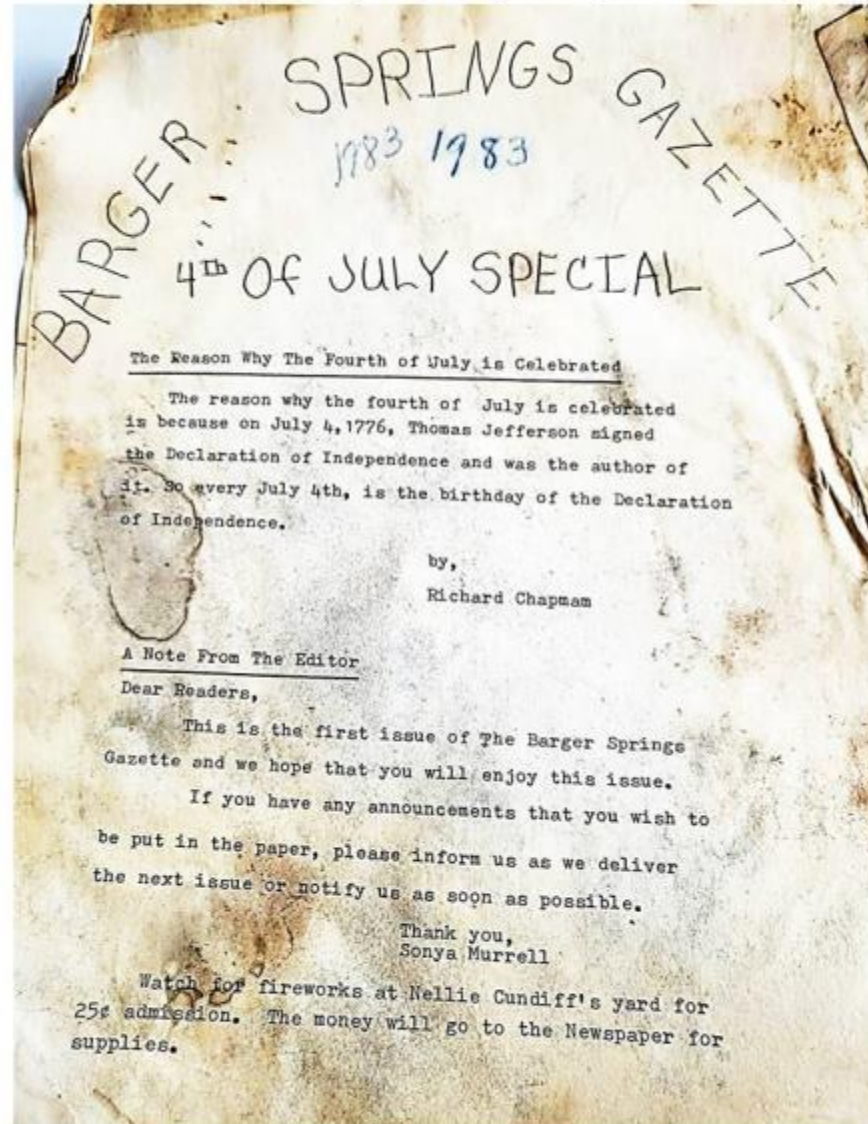 BARGER SPRINGS GAZETTE
1983 1983
4th Of JULY SPECIAL
The Reason Why The Fourth of July is Celebrated
The reason why the fourth of July is celebrated
is because on July 4,1776, Thomas Jefferson signed
the Declaration of Independence and was the author of
it. So every July 4th, is the birthday of the Declaration
of Independence.
by,
Richard Chapmam
A Note From The Editor
Dear Readers,
This is the first issue of The Barger Springs
Gazette and we hope that you will enjoy this issue.
If you have any announcements that you wish to
be put in the paper, please inform us as we deliver
the next issue or notify us as soon as possible.
Thank you,
Sonya Murrell
Watch for fireworks at Nellie Cundiff's yard for
25¢ admission. The money will go to the Newspaper for
supplies.